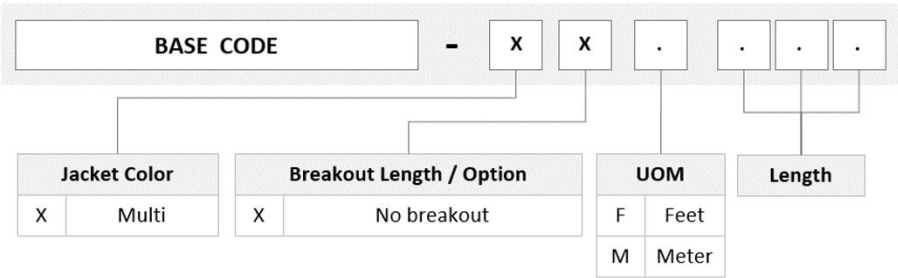 BASE CODE - X X . . . .
Jacket Color
X Multi
Breakout Length / Option
X No breakout
UOM
F Feet
M Meter
Length